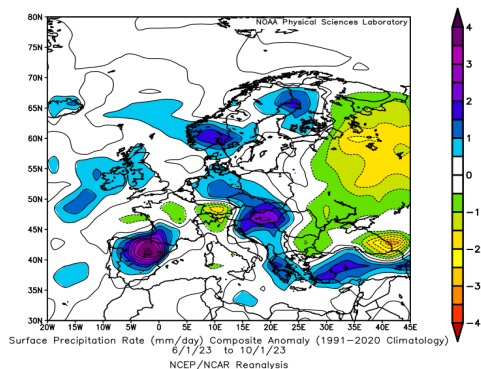 80N
NOAA Physical Sciences Laboratory
75N
70N
65N
60N
55N
50N
45N
40N
35N
30N
20W 15W 10W 5W 0 5E 10E 15E 20E 25E 30E 35E 40E 45E
4
3
2
1
0
−1
−2
−3
−4
Surface Precipitation Rate (mm/day) Composite Anomaly (1991−2020 Climatology)
6/1/23 to 10/1/23
NCEP/NCAR Reanalysis